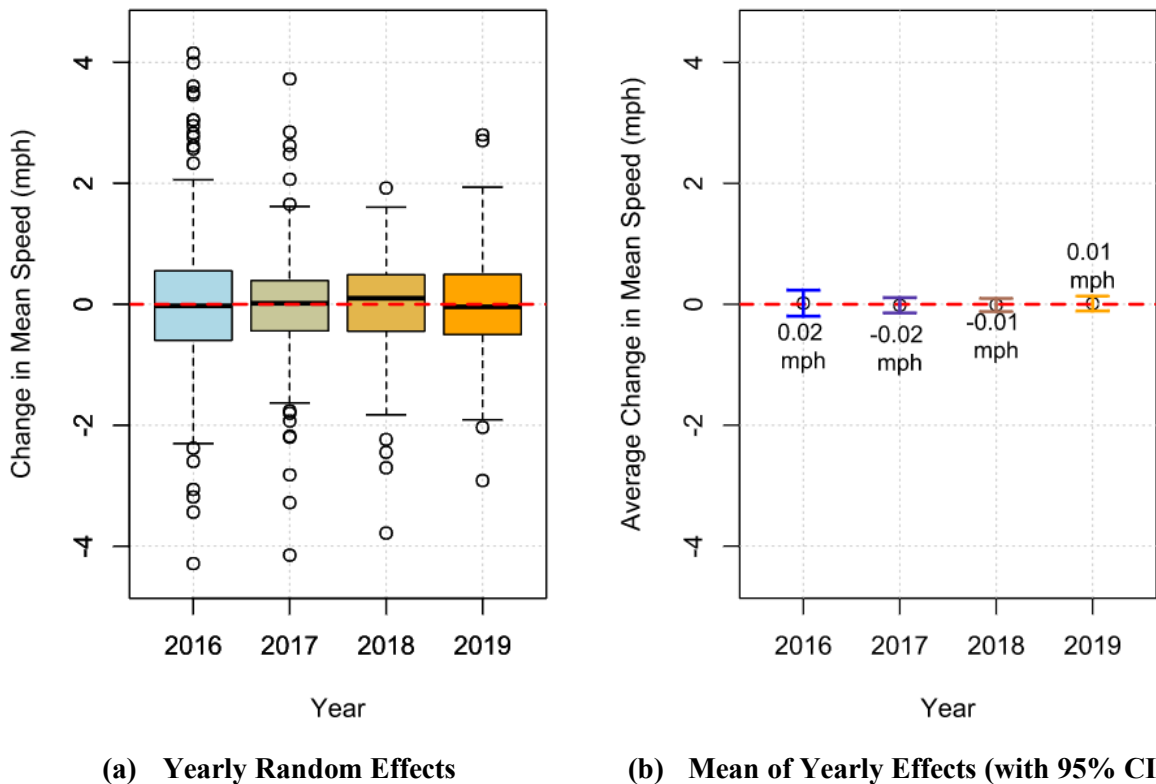 Change in Mean Speed (mph)
4
2
0
-2
-4
2016 2017 2018 2019
Year
(a) Yearly Random Effects
Average Change in Mean Speed (mph)
4
2
0
-2
-4
0.02
mph
-0.02
mph
-0.01
mph
0.01
mph
2016 2017 2018 2019
Year
(b) Mean of Yearly Effects (with 95% CI